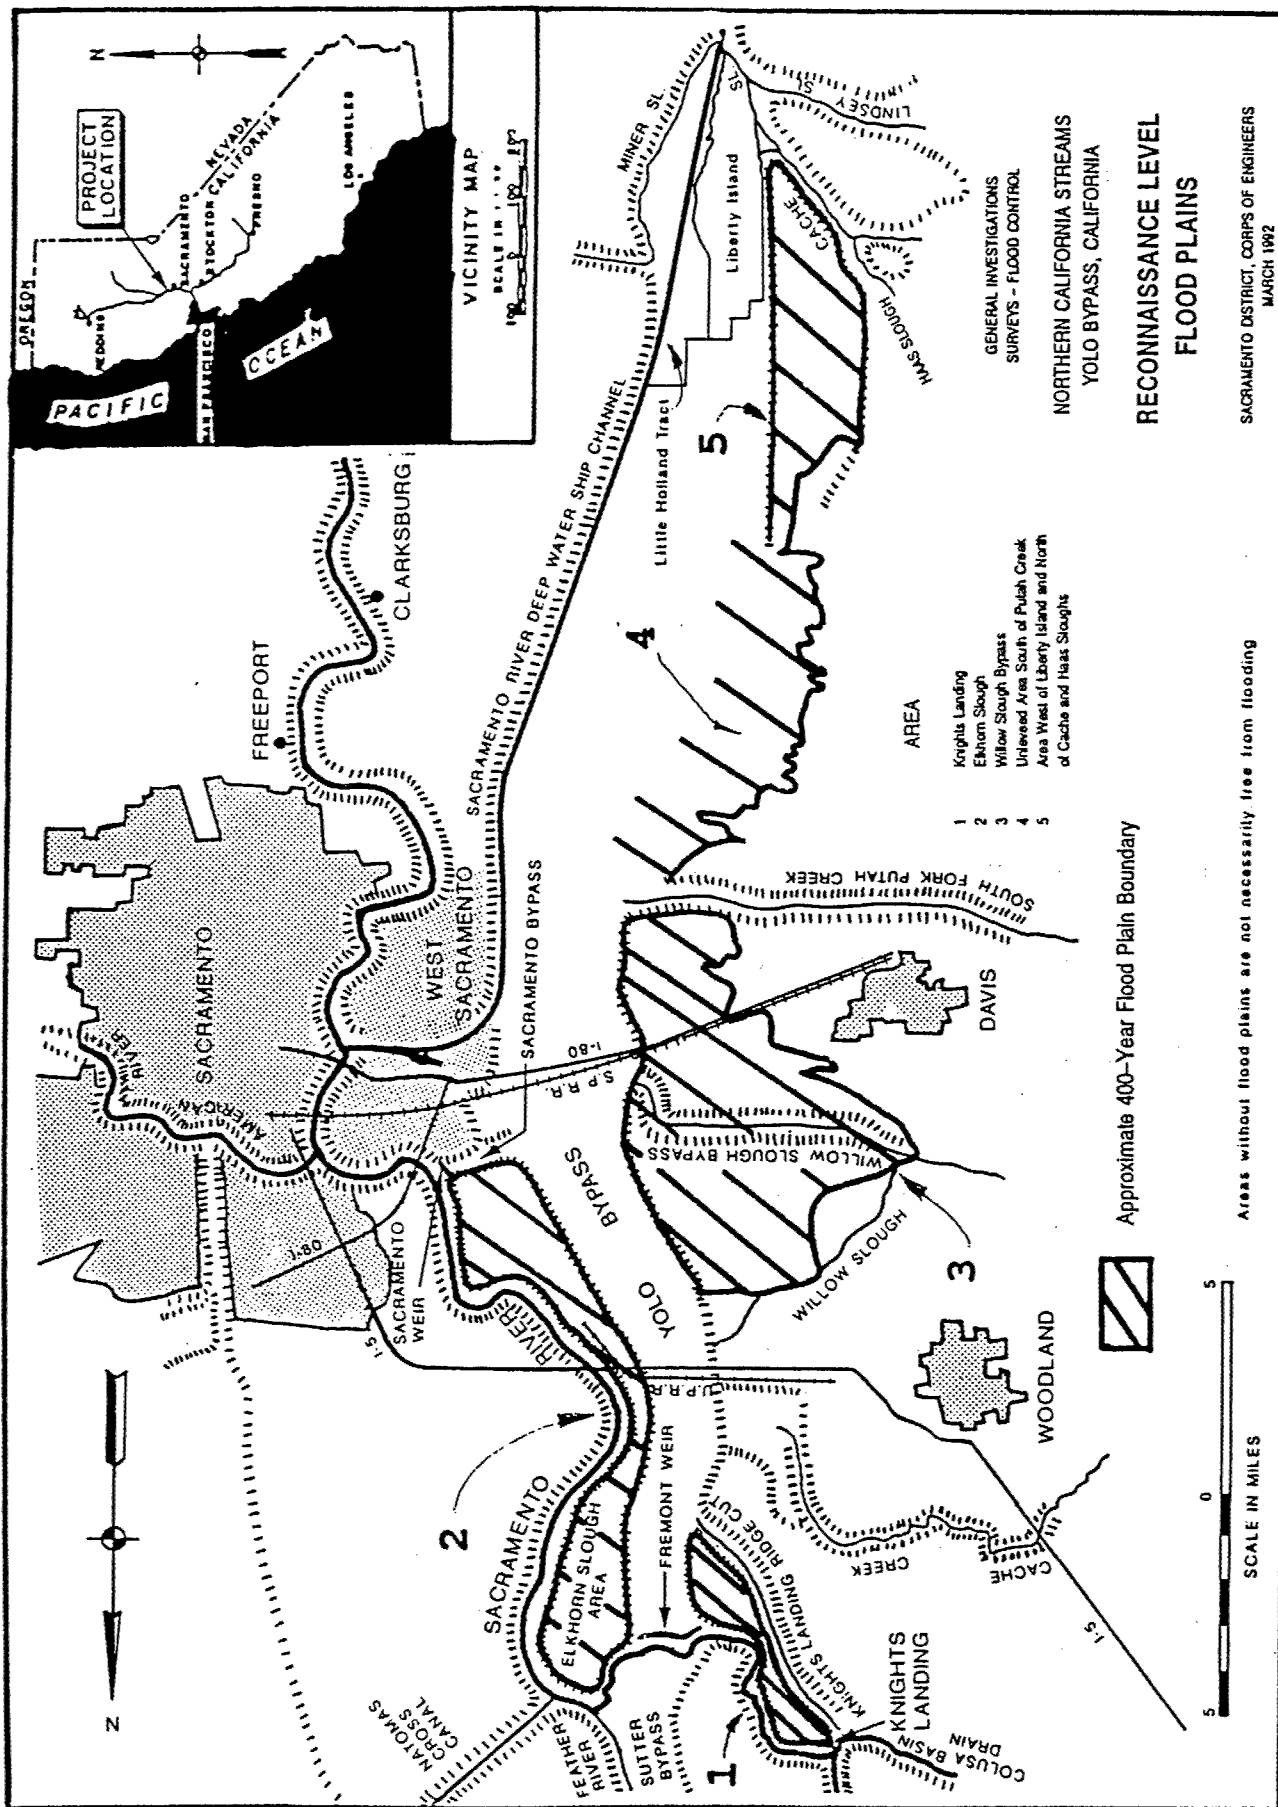 VICINITY MAP
SCALE IN
100
N
PROJECT
LOCATION
OREGON
NEVADA
CALIFORNIA
REDDING
SACRAMENTO
STOCKTON
SAN FRANCISCO
FRESNO
LOS ANGELES
PACIFIC
OCEAN
N
FREEPORT
CLARKSBURG
SACRAMENTO
AMERICAN
RIVER
WEST
SACRAMENTO
SACRAMENTO RIVER DEEP WATER SHIP CHANNEL
SACRAMENTO BYPASS
MINER SL
Liberty Island
SL
LINDSEY
SL
CACHE
HAAS SLOUGH
Little Holland Tract
5
4
I-80
S.P.R.R.
I-80
I-5
SACRAMENTO
WEIR
YOLO
BYPASS
SOUTH FORK PUTAH CREEK
DAVIS
WILLOW SLOUGH BYPASS
WILLOW SLOUGH
3
WOODLAND
U.P.R.R.
SACRAMENTO
RIVER
2
ELKHORN SLOUGH
AREA
FREMONT WEIR
NATOMAS
CROSS
CANAL
FEATHER
RIVER
SUTTER
BYPASS
1
KNIGHTS LANDING RIDGE CUT
KNIGHTS
LANDING
COLUSA BASIN
DRAIN
CACHE
CREEK
I-5
AREA
1 Knights Landing
2 Elkhorn Slough
3 Willow Slough Bypass
4 Unleveed Area South of Putah Creek
5 Area West of Liberty Island and North
of Cache and Haas Sloughs
Approximate 400-Year Flood Plain Boundary
Areas without flood plains are not necessarily free from flooding
5 0 5
SCALE IN MILES
GENERAL INVESTIGATIONS
SURVEYS - FLOOD CONTROL
NORTHERN CALIFORNIA STREAMS
YOLO BYPASS, CALIFORNIA
RECONNAISSANCE LEVEL
FLOOD PLAINS
SACRAMENTO DISTRICT, CORPS OF ENGINEERS
MARCH 1992